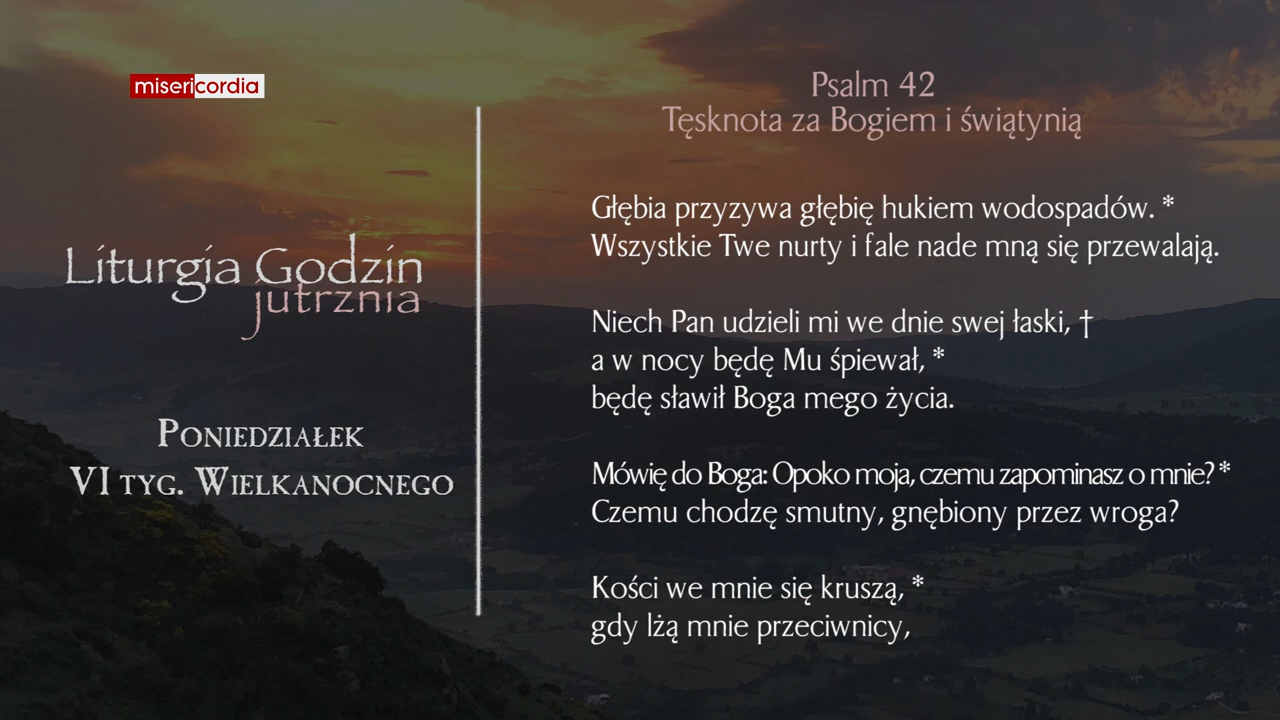 misericordia
Liturgia Godzin
jutrznia
Poniedziałek
VI tyg. Wielkanocnego
Psalm 42
Tęsknota za Bogiem i świątynią
Głębia przyzywa głębię hukiem wodospadów. *
Wszystkie Twe nurty i fale nade mną się przewalają.
Niech Pan udzieli mi we dnie swej łaski, †
a w nocy będę Mu śpiewał, *
będę sławił Boga mego życia.
Mówię do Boga: Opoko moja, czemu zapominasz o mnie? *
Czemu chodzę smutny, gnębiony przez wroga?
Kości we mnie się kruszą, *
gdy lżą mnie przeciwnicy,